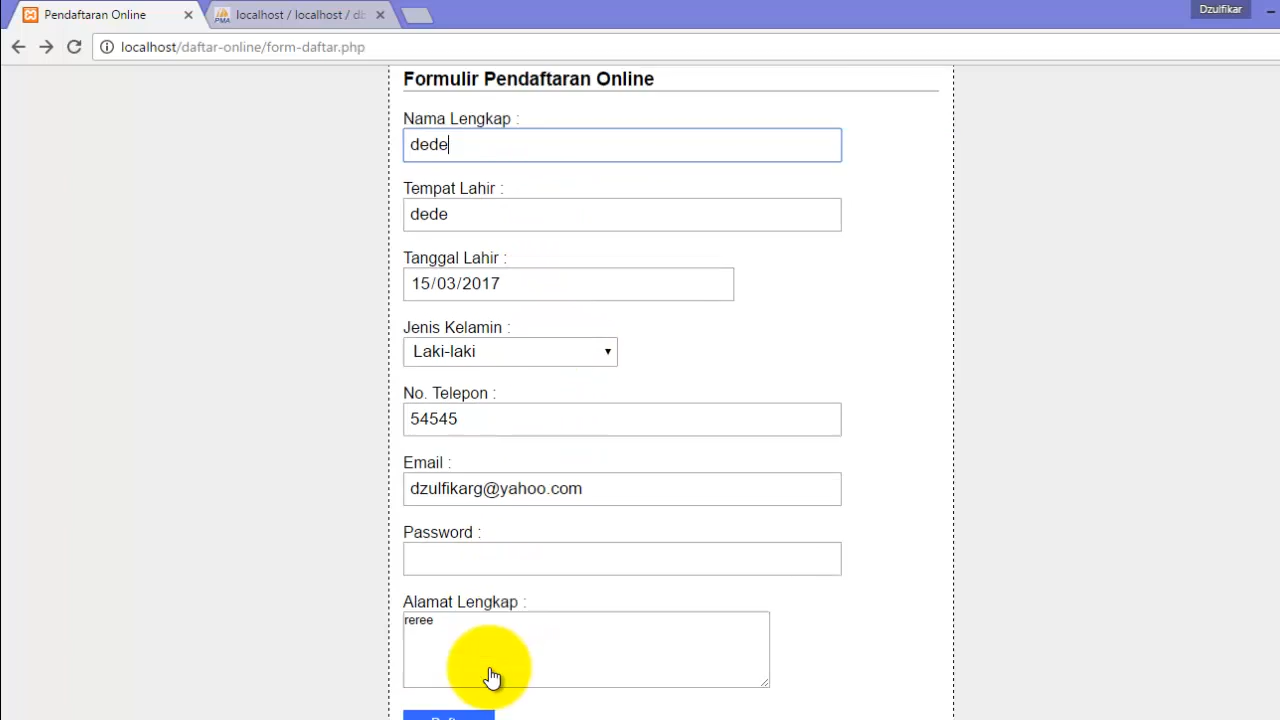 Pendaftaran Online
localhost / localhost / db
Dzulfikar
localhost/daftar-online/form-daftar.php
Formulir Pendaftaran Online
Nama Lengkap :
dede
Tempat Lahir :
dede
Tanggal Lahir :
15/03/2017
Jenis Kelamin :
Laki-laki
No. Telepon :
54545
Email :
dzulfikarg@yahoo.com
Password :
Alamat Lengkap :
reree